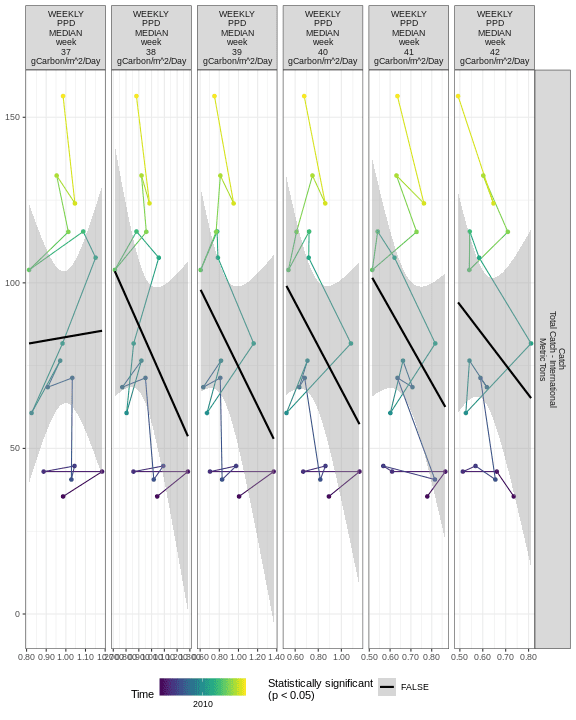 WEEKLY
PPD
MEDIAN
week
37
gCarbon/m^2/Day
WEEKLY
PPD
MEDIAN
week
38
gCarbon/m^2/Day
WEEKLY
PPD
MEDIAN
week
39
gCarbon/m^2/Day
WEEKLY
PPD
MEDIAN
week
40
gCarbon/m^2/Day
WEEKLY
PPD
MEDIAN
week
41
gCarbon/m^2/Day
WEEKLY
PPD
MEDIAN
week
42
gCarbon/m^2/Day
150
100
50
0
Catch
Total Catch - International
Metric Tons
0.80 0.90 1.00 1.10
0.80 1.00 1.20 1.40
0.60 0.80 1.00
0.50 0.60 0.70 0.80
0.50 0.60 0.70 0.80
Time
2010
Statistically significant
(p < 0.05)
FALSE